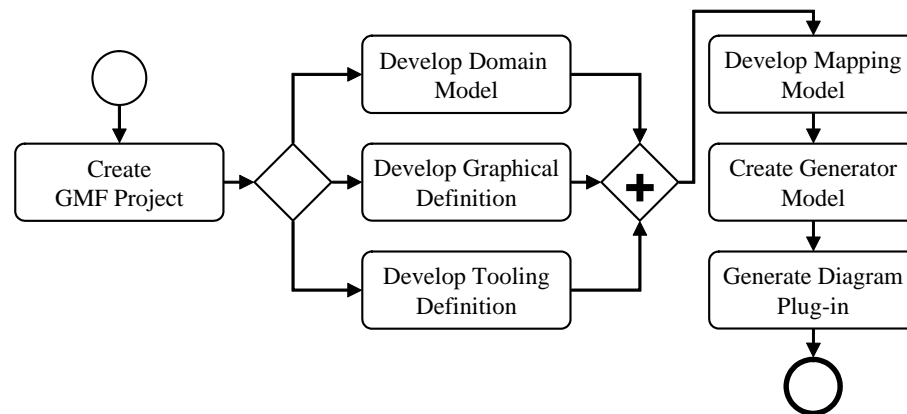 Create
GMF Project
Develop Domain
Model
Develop Graphical
Definition
Develop Tooling
Definition
Develop Mapping
Model
Create Generator
Model
Generate Diagram
Plug-in